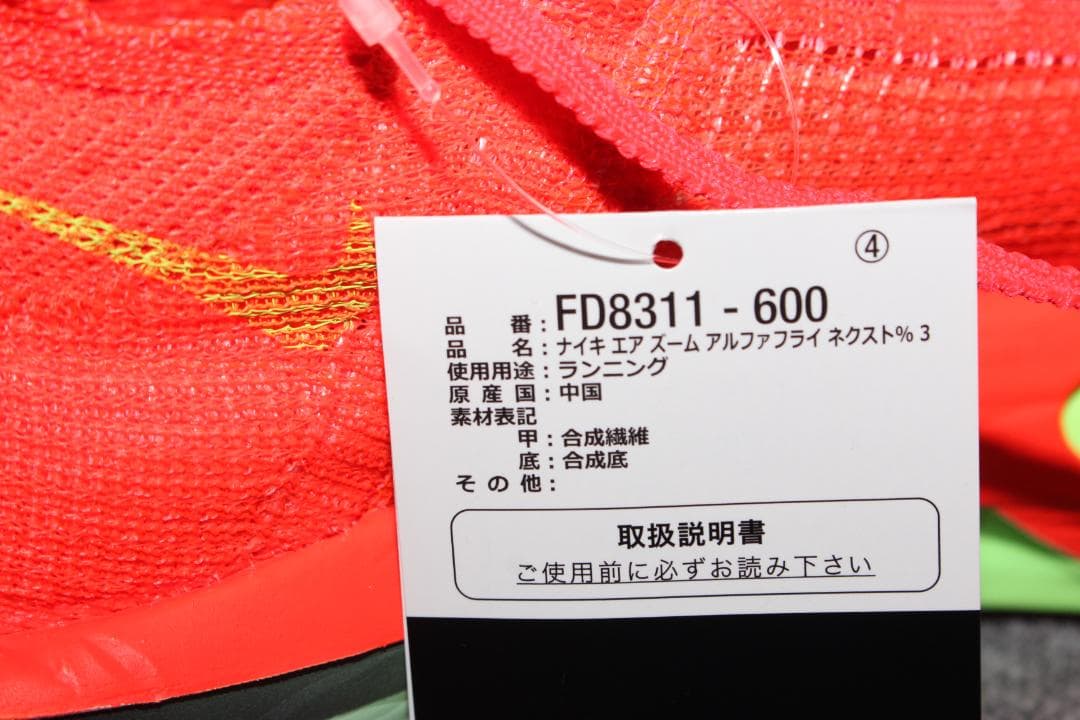 ④
品番：FD8311 - 600
品名：ナイキ エア ズーム アルファフライ ネクスト% 3
使用用途：ランニング
原産国：中国
素材表記
甲：合成繊維
底：合成底
その他：
取扱説明書
ご使用前に必ずお読み下さい